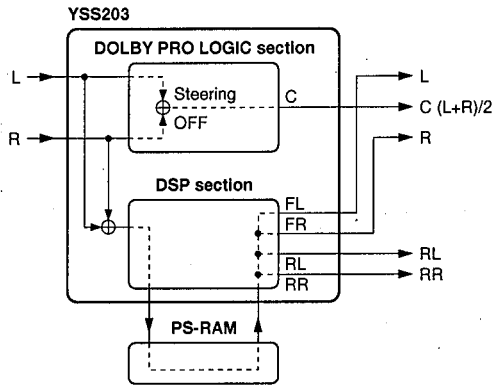 YSS203
DOLBY PRO LOGIC section
L
Steering
OFF
C
R
L
C (L+R)/2
R
DSP section
FL
FR
RL
RR
RL
RR
PS-RAM